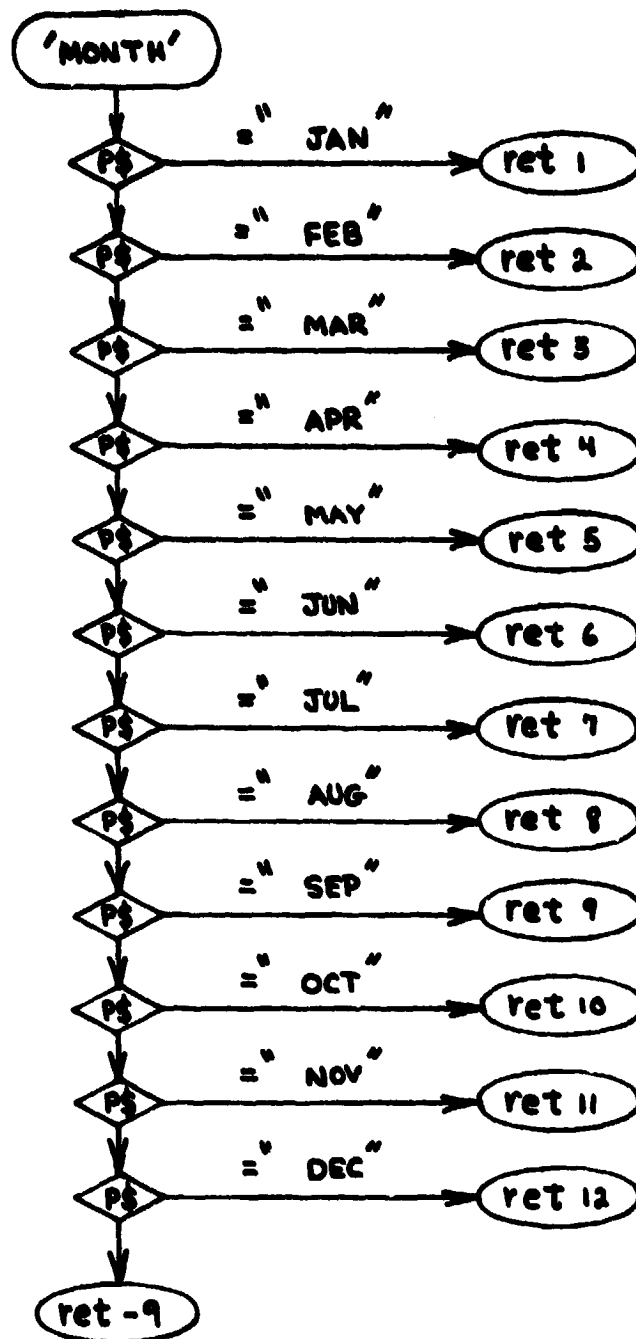 'MONTH'
P$ =" JAN" ret 1
P$ =" FEB" ret 2
P$ =" MAR" ret 3
P$ =" APR" ret 4
P$ =" MAY" ret 5
P$ =" JUN" ret 6
P$ =" JUL" ret 7
P$ =" AUG" ret 8
P$ =" SEP" ret 9
P$ =" OCT" ret 10
P$ =" NOV" ret 11
P$ =" DEC" ret 12
ret -9